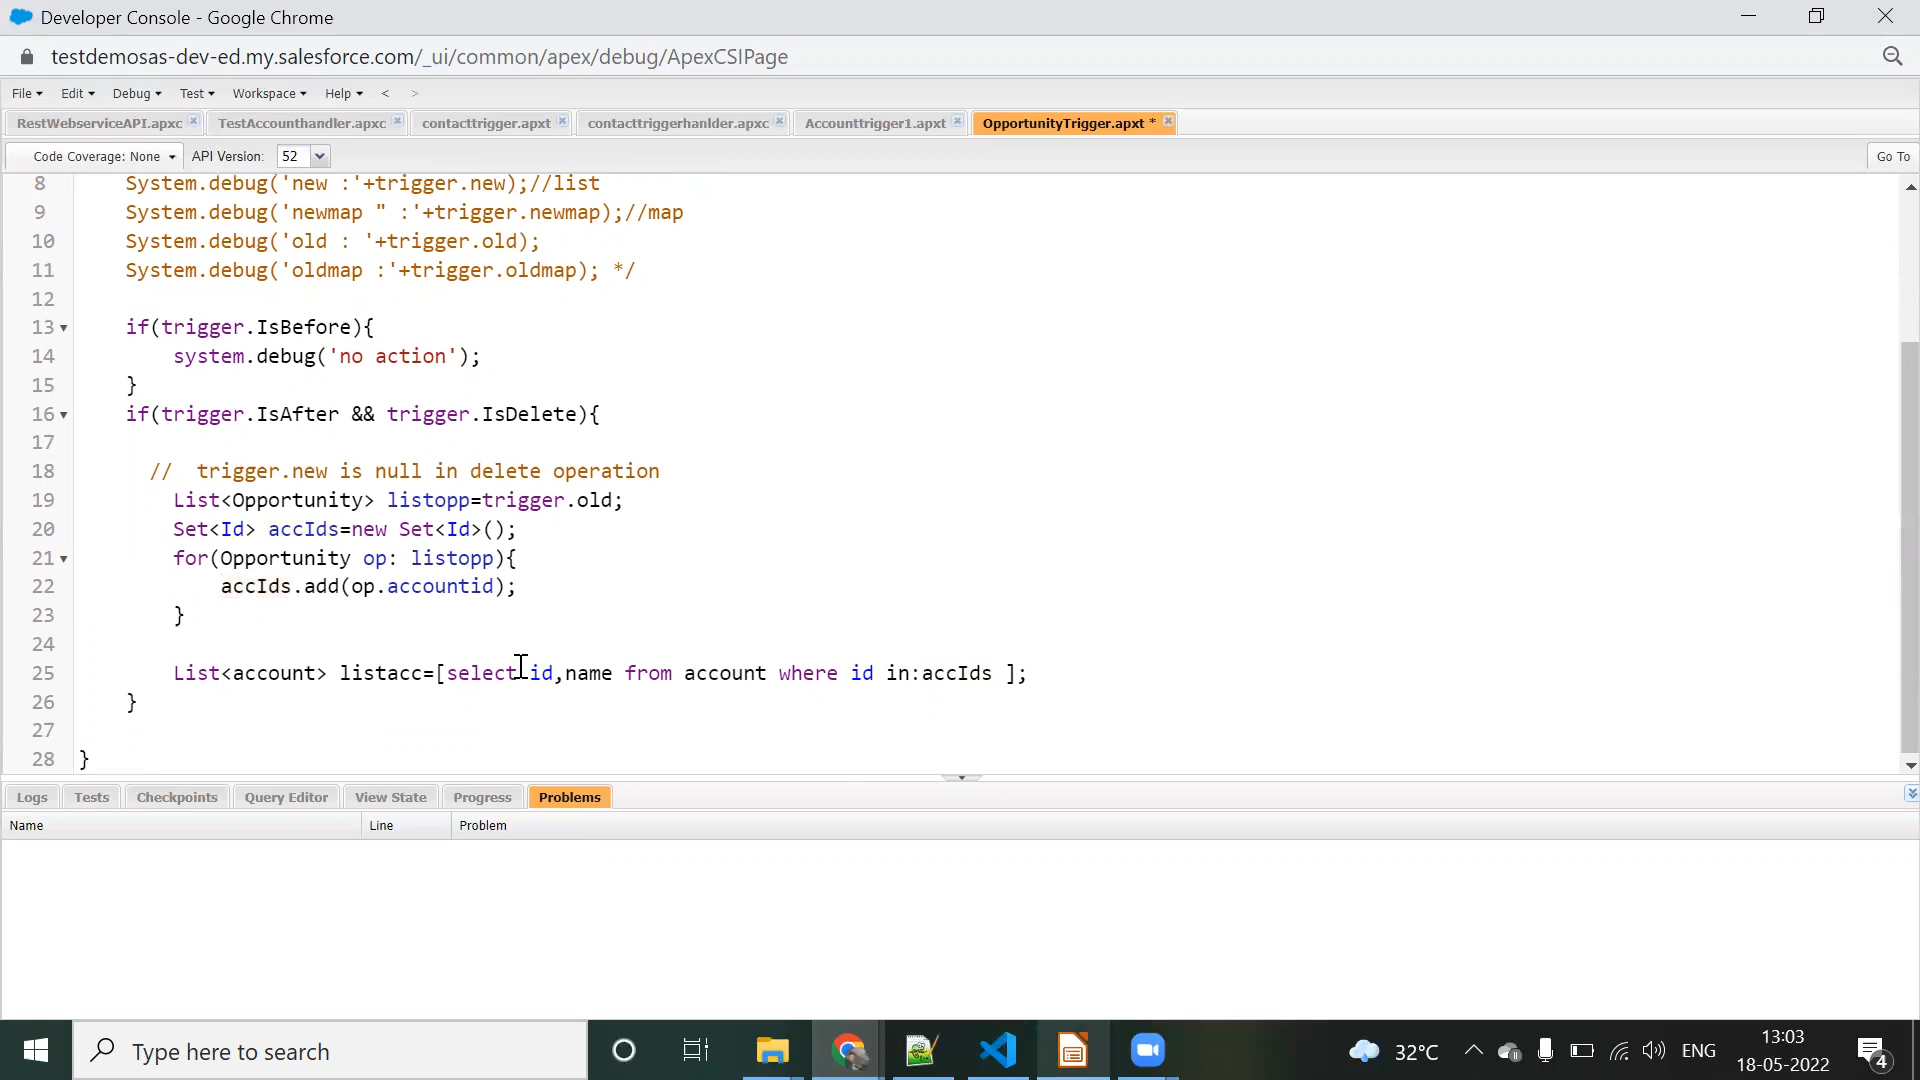 Developer Console - Google Chrome
testdemosas-dev-ed.my.salesforce.com/_ui/common/apex/debug/ApexCSIPage
File Edit Debug Test Workspace Help < >
RestWebserviceAPI.apxc TestAccounthandler.apxc contacttrigger.apxt contacttriggerhanlder.apxc Accounttrigger1.apxt OpportunityTrigger.apxt *
Code Coverage: None API Version: 52 Go To
8 System.debug('new :'+trigger.new);//list
9 System.debug('newmap " :'+trigger.newmap);//map
10 System.debug('old : '+trigger.old);
11 System.debug('oldmap :'+trigger.oldmap); */
12
13 if(trigger.IsBefore){
14 system.debug('no action');
15 }
16 if(trigger.IsAfter && trigger.IsDelete){
17
18 // trigger.new is null in delete operation
19 List<Opportunity> listopp=trigger.old;
20 Set<Id> accIds=new Set<Id>();
21 for(Opportunity op: listopp){
22 accIds.add(op.accountid);
23 }
24
25 List<account> listacc=[select id,name from account where id in:accIds ];
26 }
27
28 }
Logs Tests Checkpoints Query Editor View State Progress Problems
Name Line Problem
Type here to search
32°C ENG
13:03
18-05-2022
4